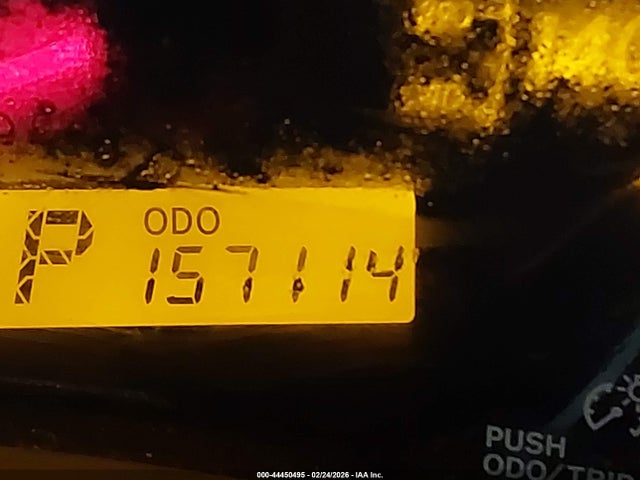 P
ODO
157114
PUSH
ODO/TRIP
000-44450495 - 02/24/2026 - IAA Inc.